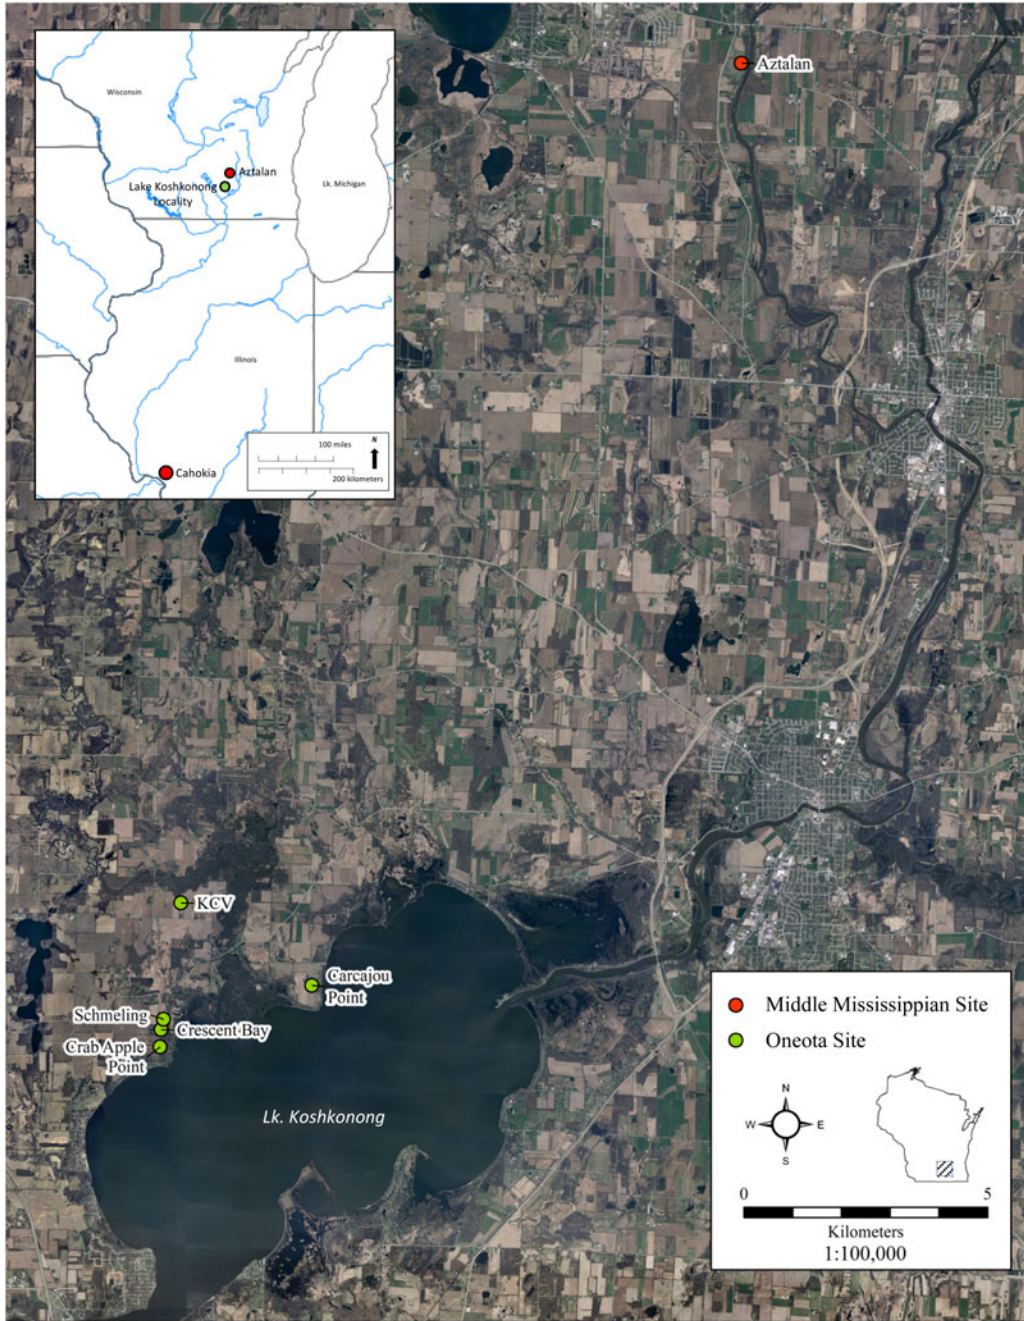 Aztalan
Wisconsin
Aztalan
Lake Koshkonong
Locality
Lk. Michigan
Illinois
100 miles
N
200 kilometers
Cahokia
KCV
Carcajou
Point
Schmeling
Crescent Bay
Crab Apple
Point
Lk. Koshkonong
Middle Mississippian Site
Oneota Site
N
W
E
S
0
5
Kilometers
1:100,000